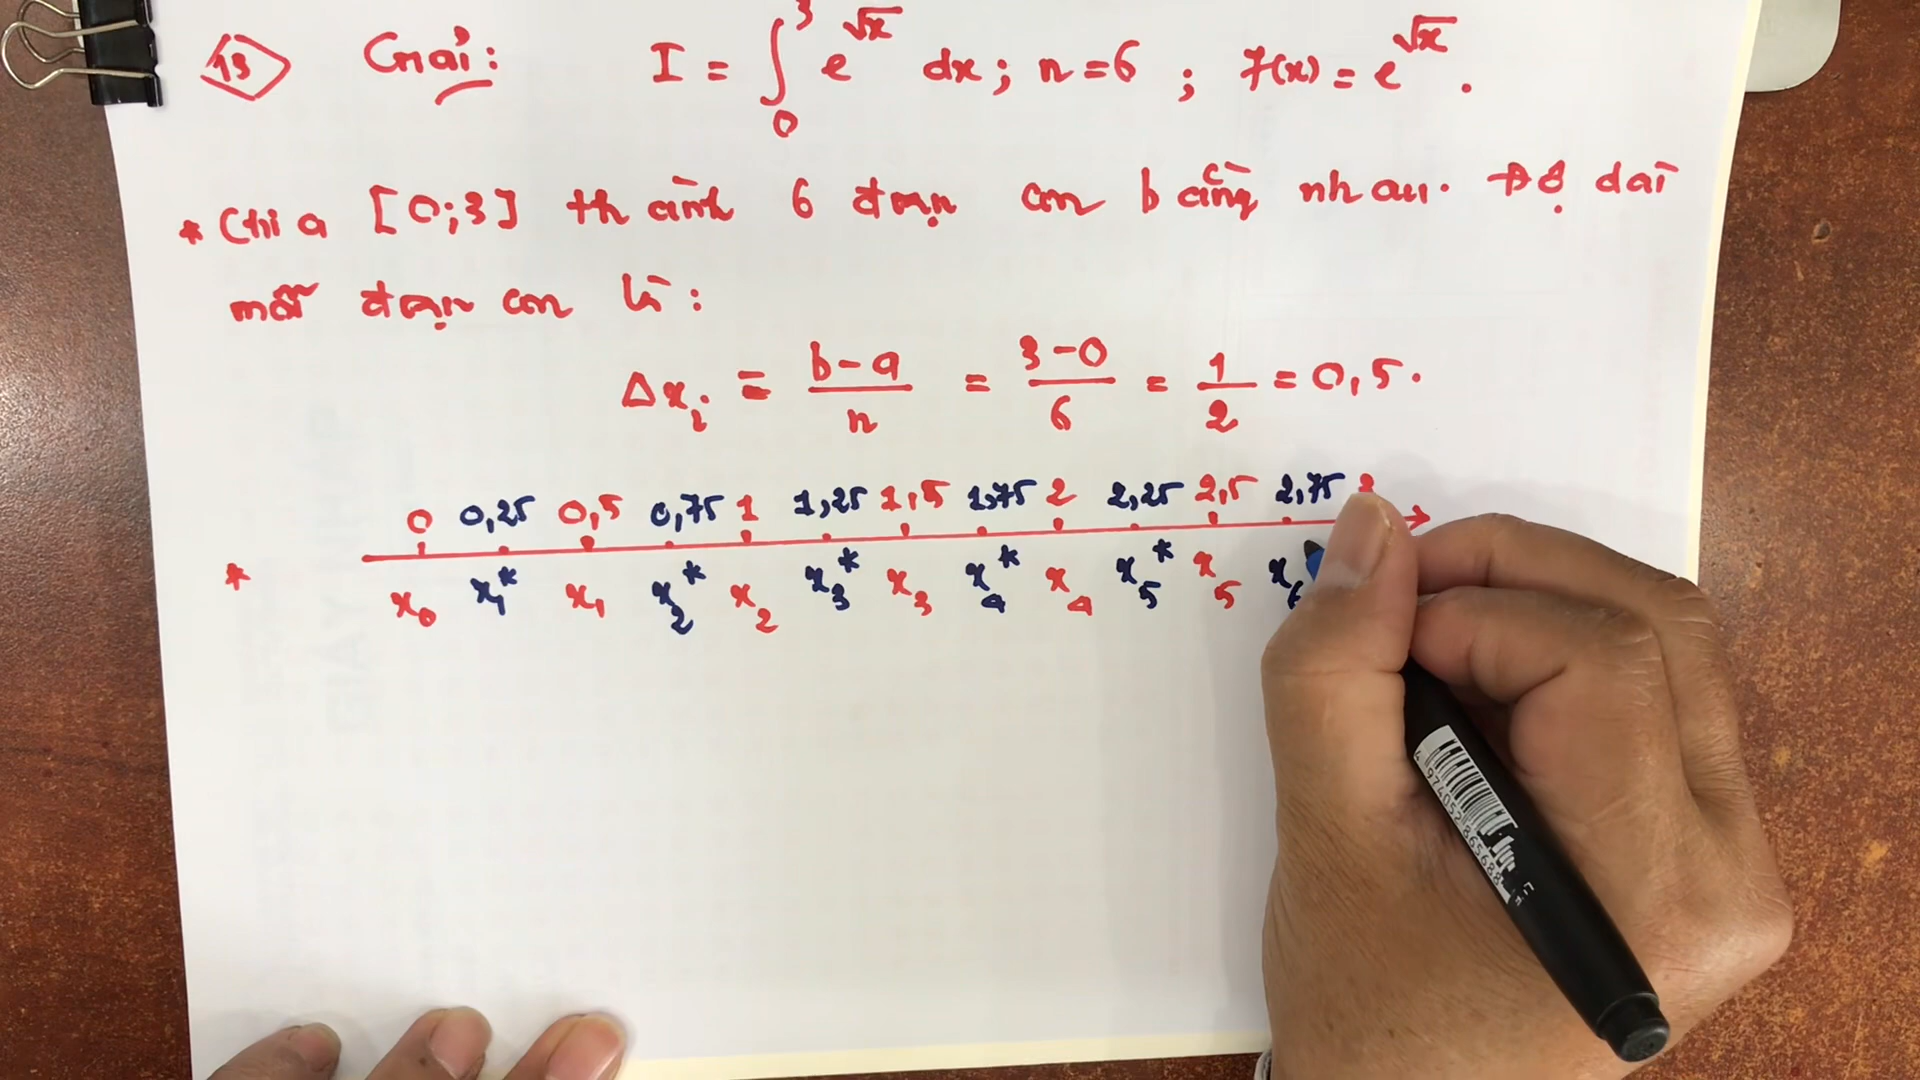 13 Giải: I = ∫₀³ e^√x dx; n = 6; f(x) = e^√x.
* Chia [0;3] thành 6 đoạn con bằng nhau. Độ dài
mỗi đoạn con là:
Δxᵢ = (b-a)/n = (3-0)/6 = 1/2 = 0,5.
0 0,25 0,5 0,75 1 1,25 1,5 1,75 2 2,25 2,5 2,75
* x₀ x₁* x₁ x₂* x₂ x₃* x₃ x₄* x₄ x₅* x₅ x₆